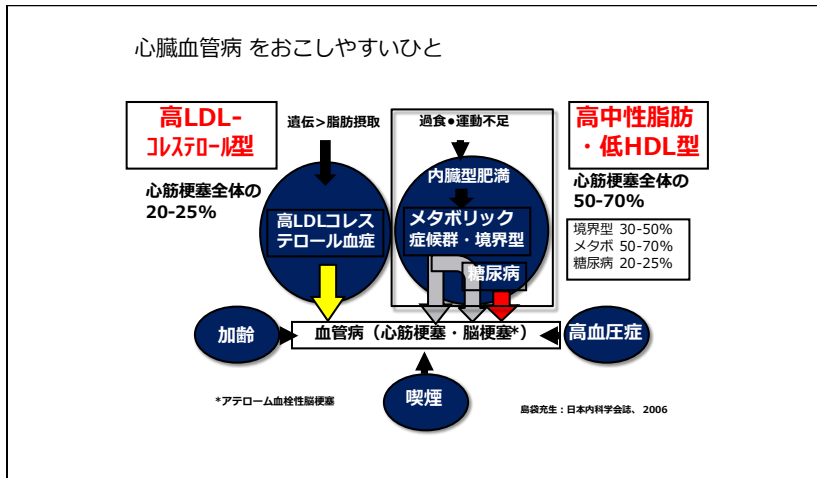 心臓血管病 をおこしやすいひと
高LDL-
ｺﾚｽﾃﾛｰﾙ型
心筋梗塞全体の
20-25%
遺伝>脂肪摂取
高LDLコレス
テロール血症
過食●運動不足
内臓型肥満
メタボリック
症候群・境界型
糖尿病
高中性脂肪
・低HDL型
心筋梗塞全体の
50-70%
境界型 30-50%
メタボ 50-70%
糖尿病 20-25%
加齢
血管病（心筋梗塞・脳梗塞*）
高血圧症
喫煙
*アテローム血栓性脳梗塞
島袋充生：日本内科学会誌、2006